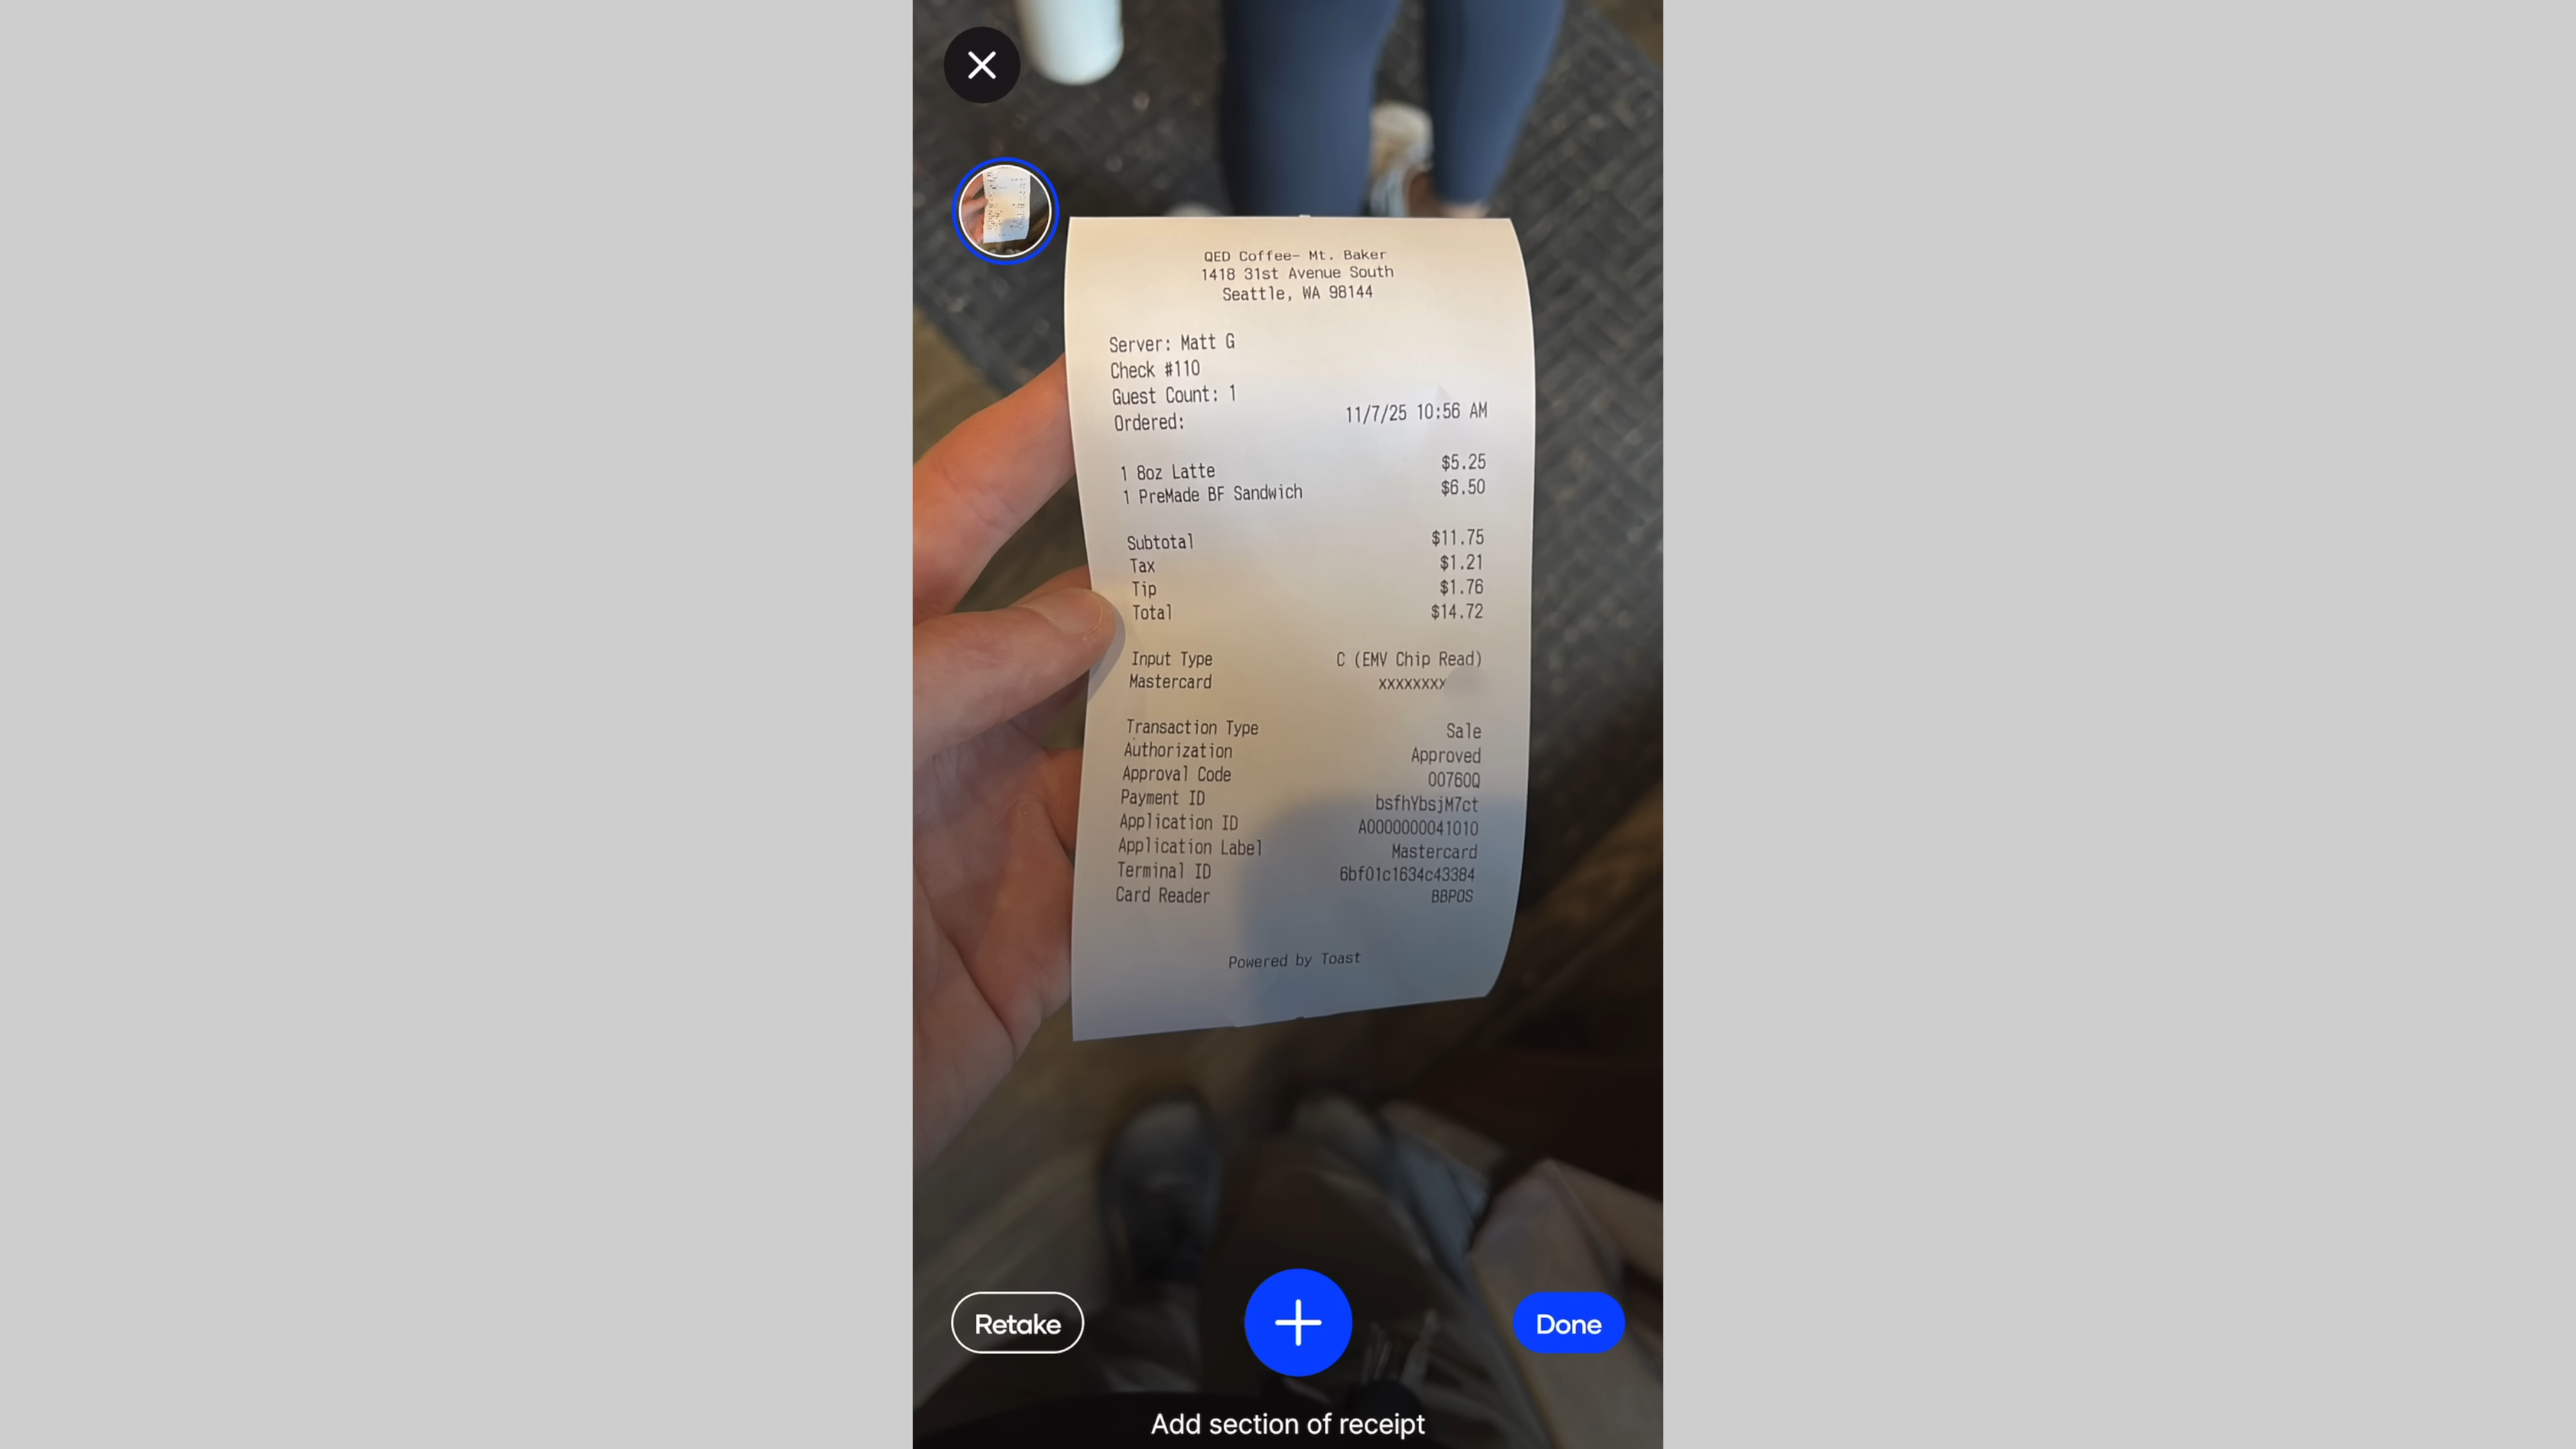 QED Coffee- Mt. Baker
1418 31st Avenue South
Seattle, WA 98144
Server: Matt G
Check #110
Guest Count: 1
Ordered: 11/7/25 10:56 AM
1 8oz Latte $5.25
1 PreMade BF Sandwich $6.50
Subtotal $11.75
Tax $1.21
Tip $1.76
Total $14.72
Input Type C (EMV Chip Read)
Mastercard xxxxxxxx
Transaction Type Sale
Authorization Approved
Approval Code 00760Q
Payment ID bsfhYbsjM7ct
Application ID A0000000041010
Application Label Mastercard
Terminal ID 6bf01c1634c43384
Card Reader BBPOS
Powered by Toast
Retake
Done
Add section of receipt